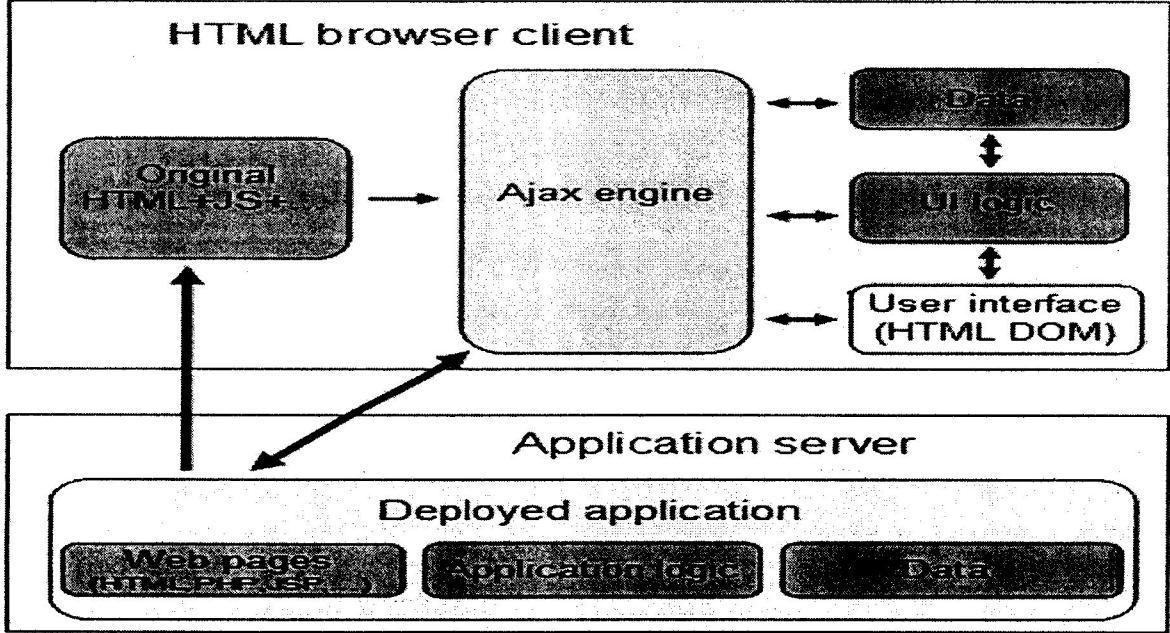 HTML browser client
Data
Original
HTML+JS+...
Ajax engine
UI logic
User interface
(HTML DOM)
Application server
Deployed application
Web pages
(HTML,PHP,JSP,...)
Application logic
Data